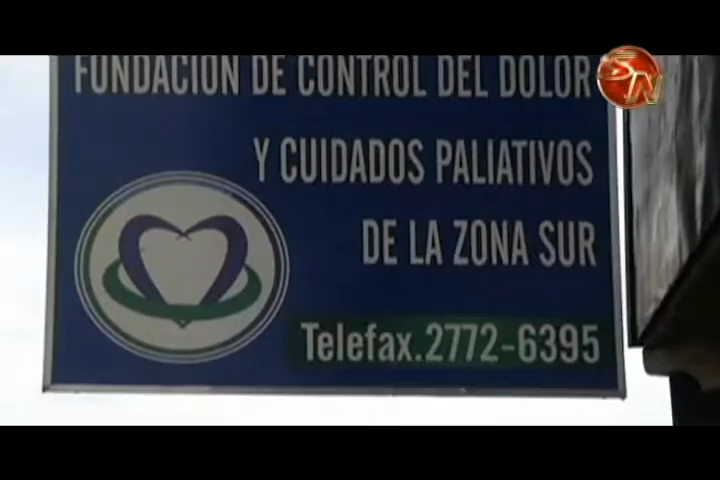 FUNDACION DE CONTROL DEL DOLOR
Y CUIDADOS PALIATIVOS
DE LA ZONA SUR
Telefax.2772-6395